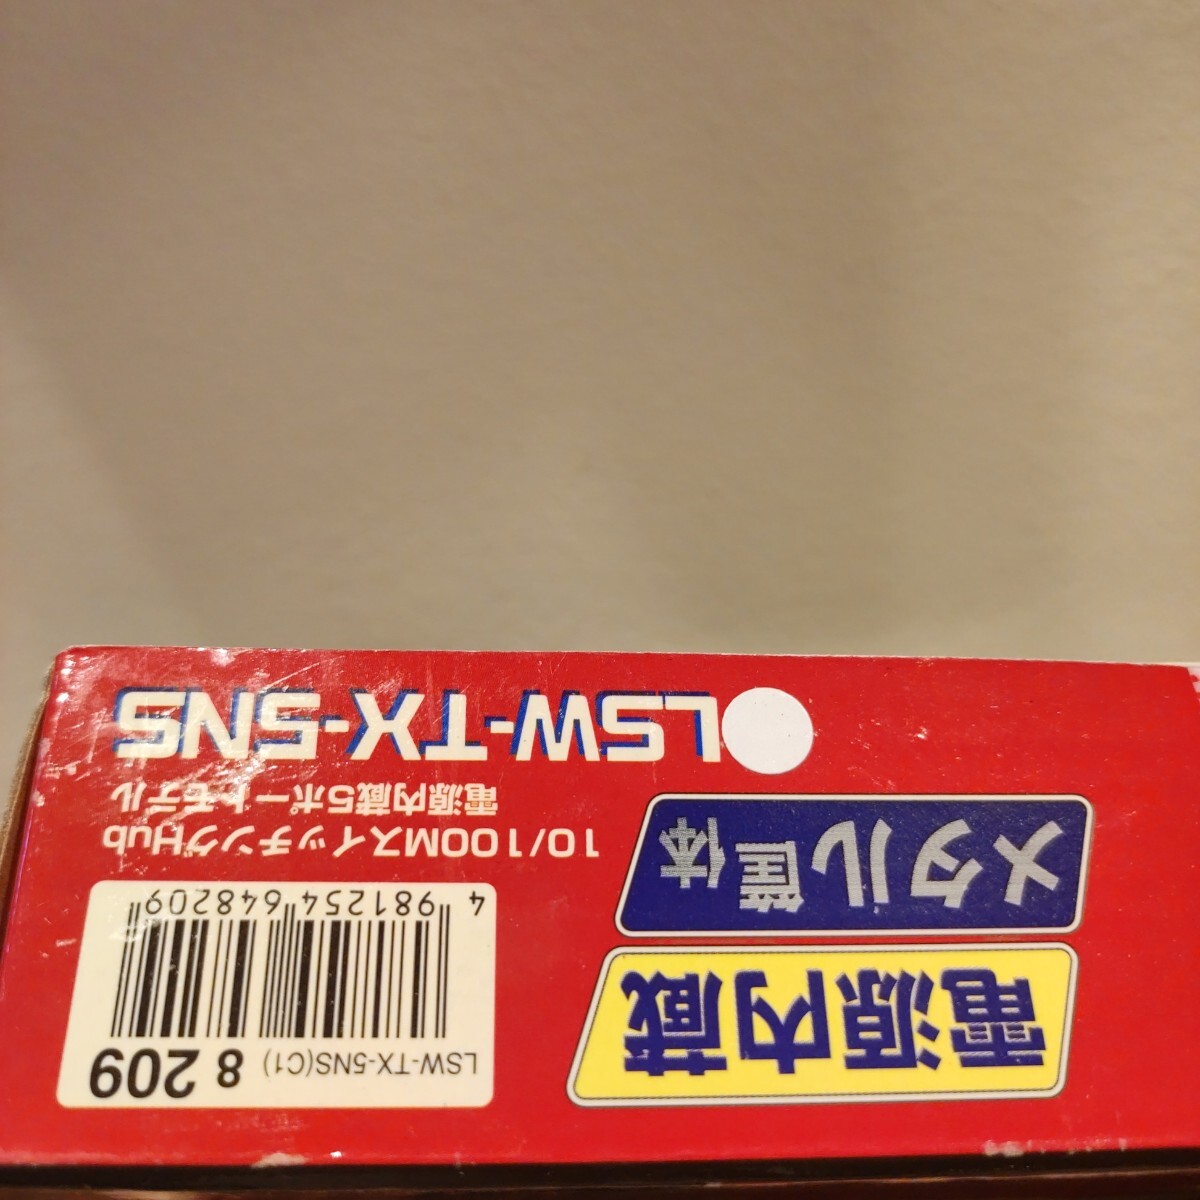 電源内蔵
メタル筐体
LSW-TX-5NS(C1)
8 209
4 981254 648209
10/100MスイッチングHub
電源内蔵5ポートモデル
LSW-TX-5NS